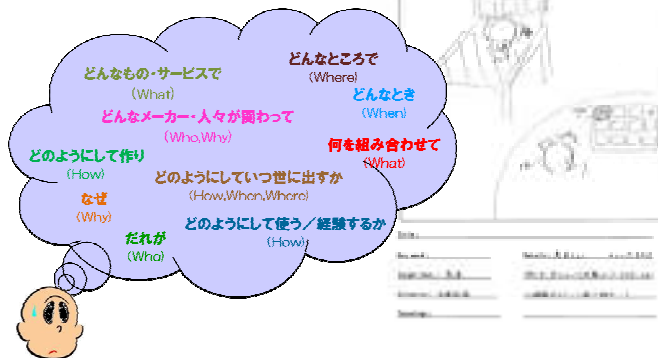 どんなもの・サービスで
(What)
どんなところで
(Where)
どんなとき
(When)
どんなメーカー・人々が関わって
(Who,Why)
何を組み合わせて
(What)
どのようにして作り
(How)
どのようにしていつ世に出すか
(How,When,Where)
なぜ
(Why)
どのようにして使う／経験するか
(How)
だれが
(Who)